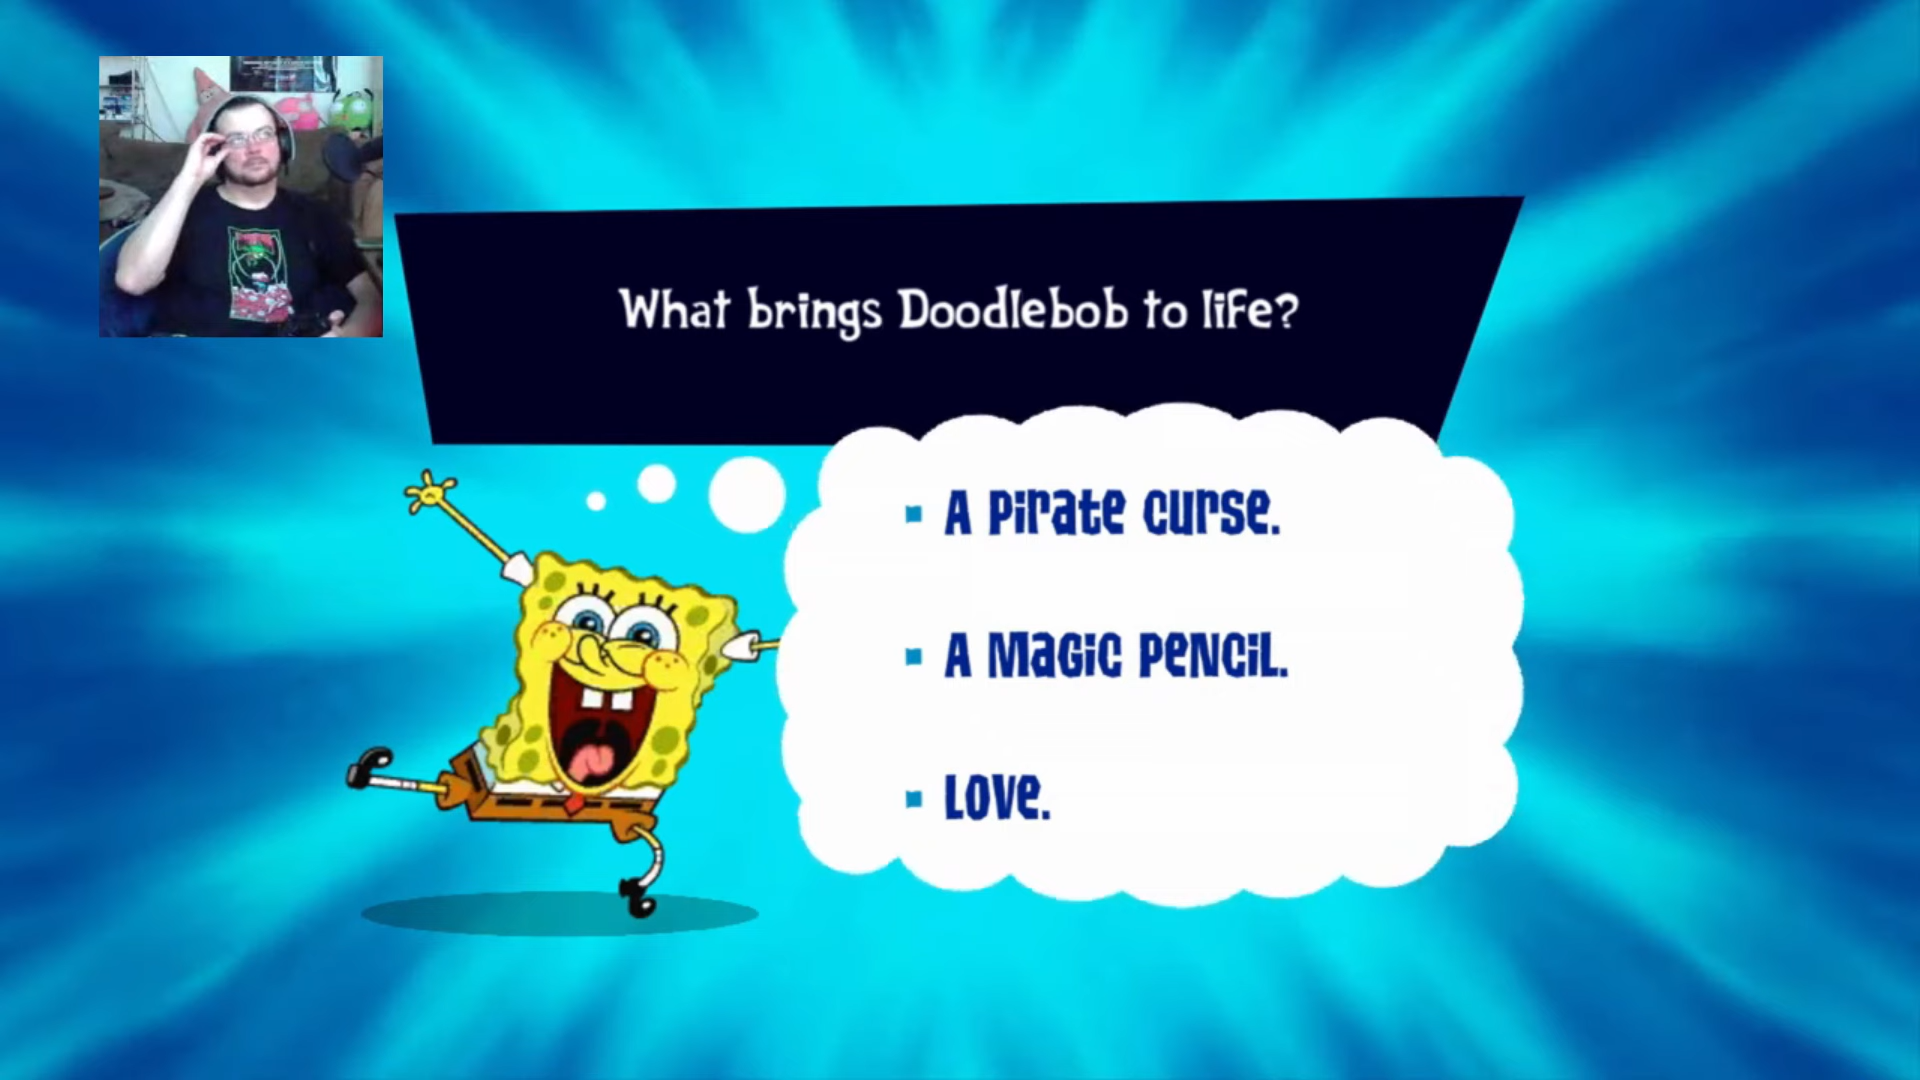 What brings Doodlebob to life?
A Pirate curse.
A Magic Pencil.
Love.